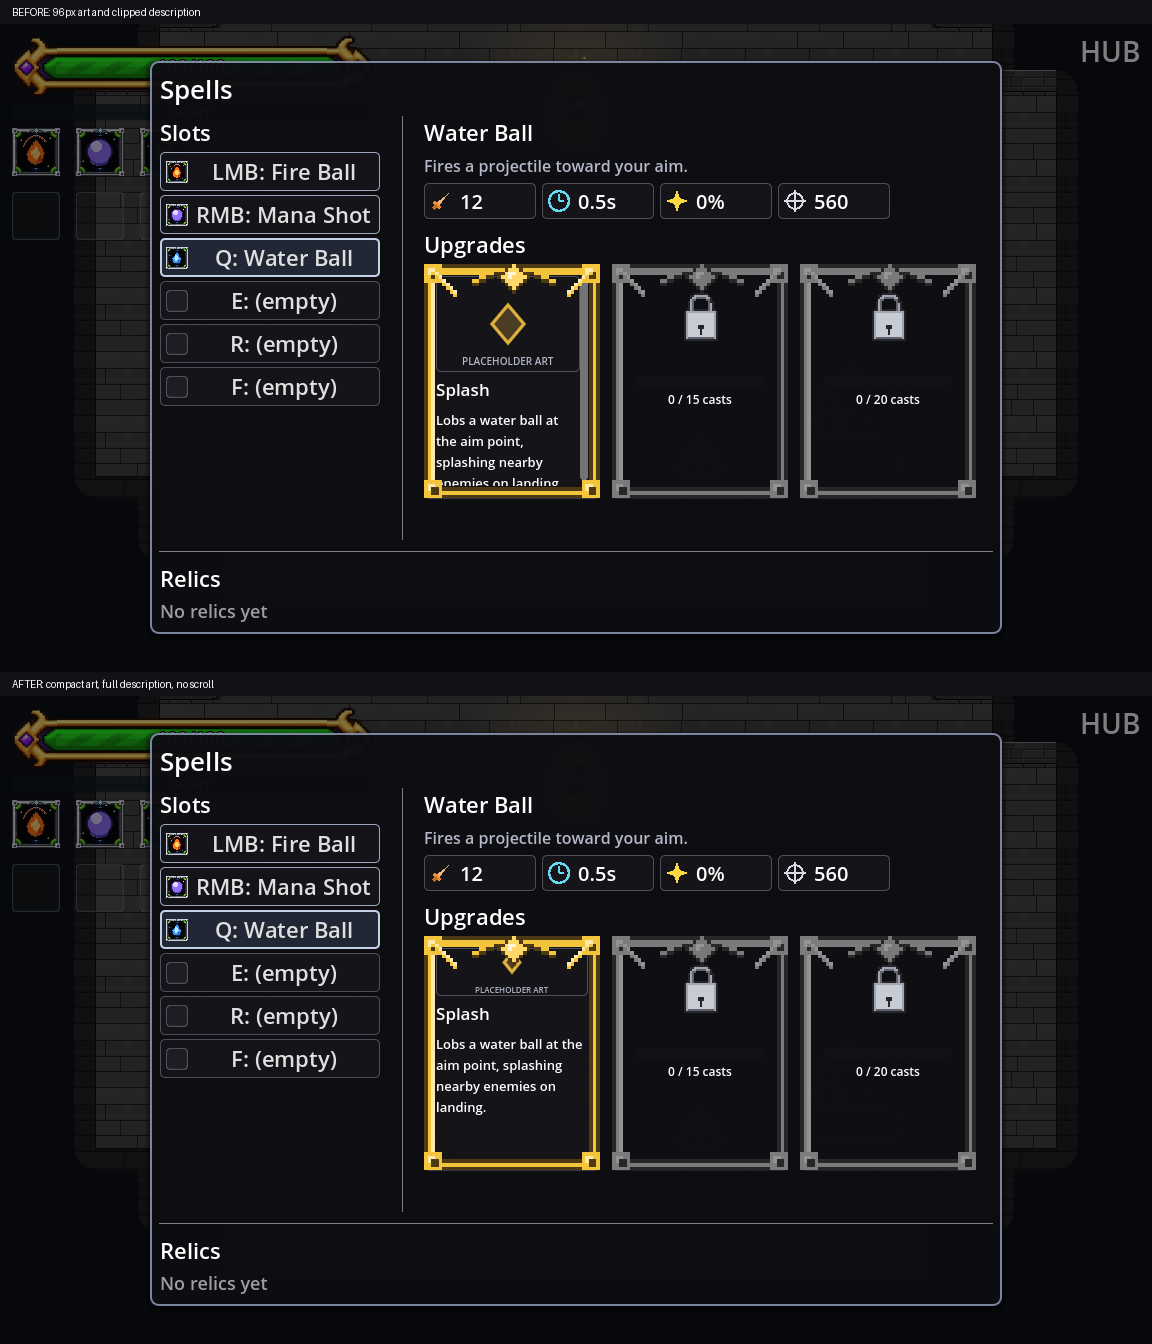 BEFORE: 96px art and clipped description
HUB
Spells
Slots
LMB: Fire Ball
RMB: Mana Shot
Q: Water Ball
E: (empty)
R: (empty)
F: (empty)
Water Ball
Fires a projectile toward your aim.
12
0.5s
0%
560
Upgrades
PLACEHOLDER ART
Splash
Lobs a water ball at
the aim point,
splashing nearby
enemies on landing
0 / 15 casts
0 / 20 casts
Relics
No relics yet
AFTER: compact art, full description, no scroll
HUB
Spells
Slots
LMB: Fire Ball
RMB: Mana Shot
Q: Water Ball
E: (empty)
R: (empty)
F: (empty)
Water Ball
Fires a projectile toward your aim.
12
0.5s
0%
560
Upgrades
PLACEHOLDER ART
Splash
Lobs a water ball at the
aim point, splashing
nearby enemies on
landing.
0 / 15 casts
0 / 20 casts
Relics
No relics yet